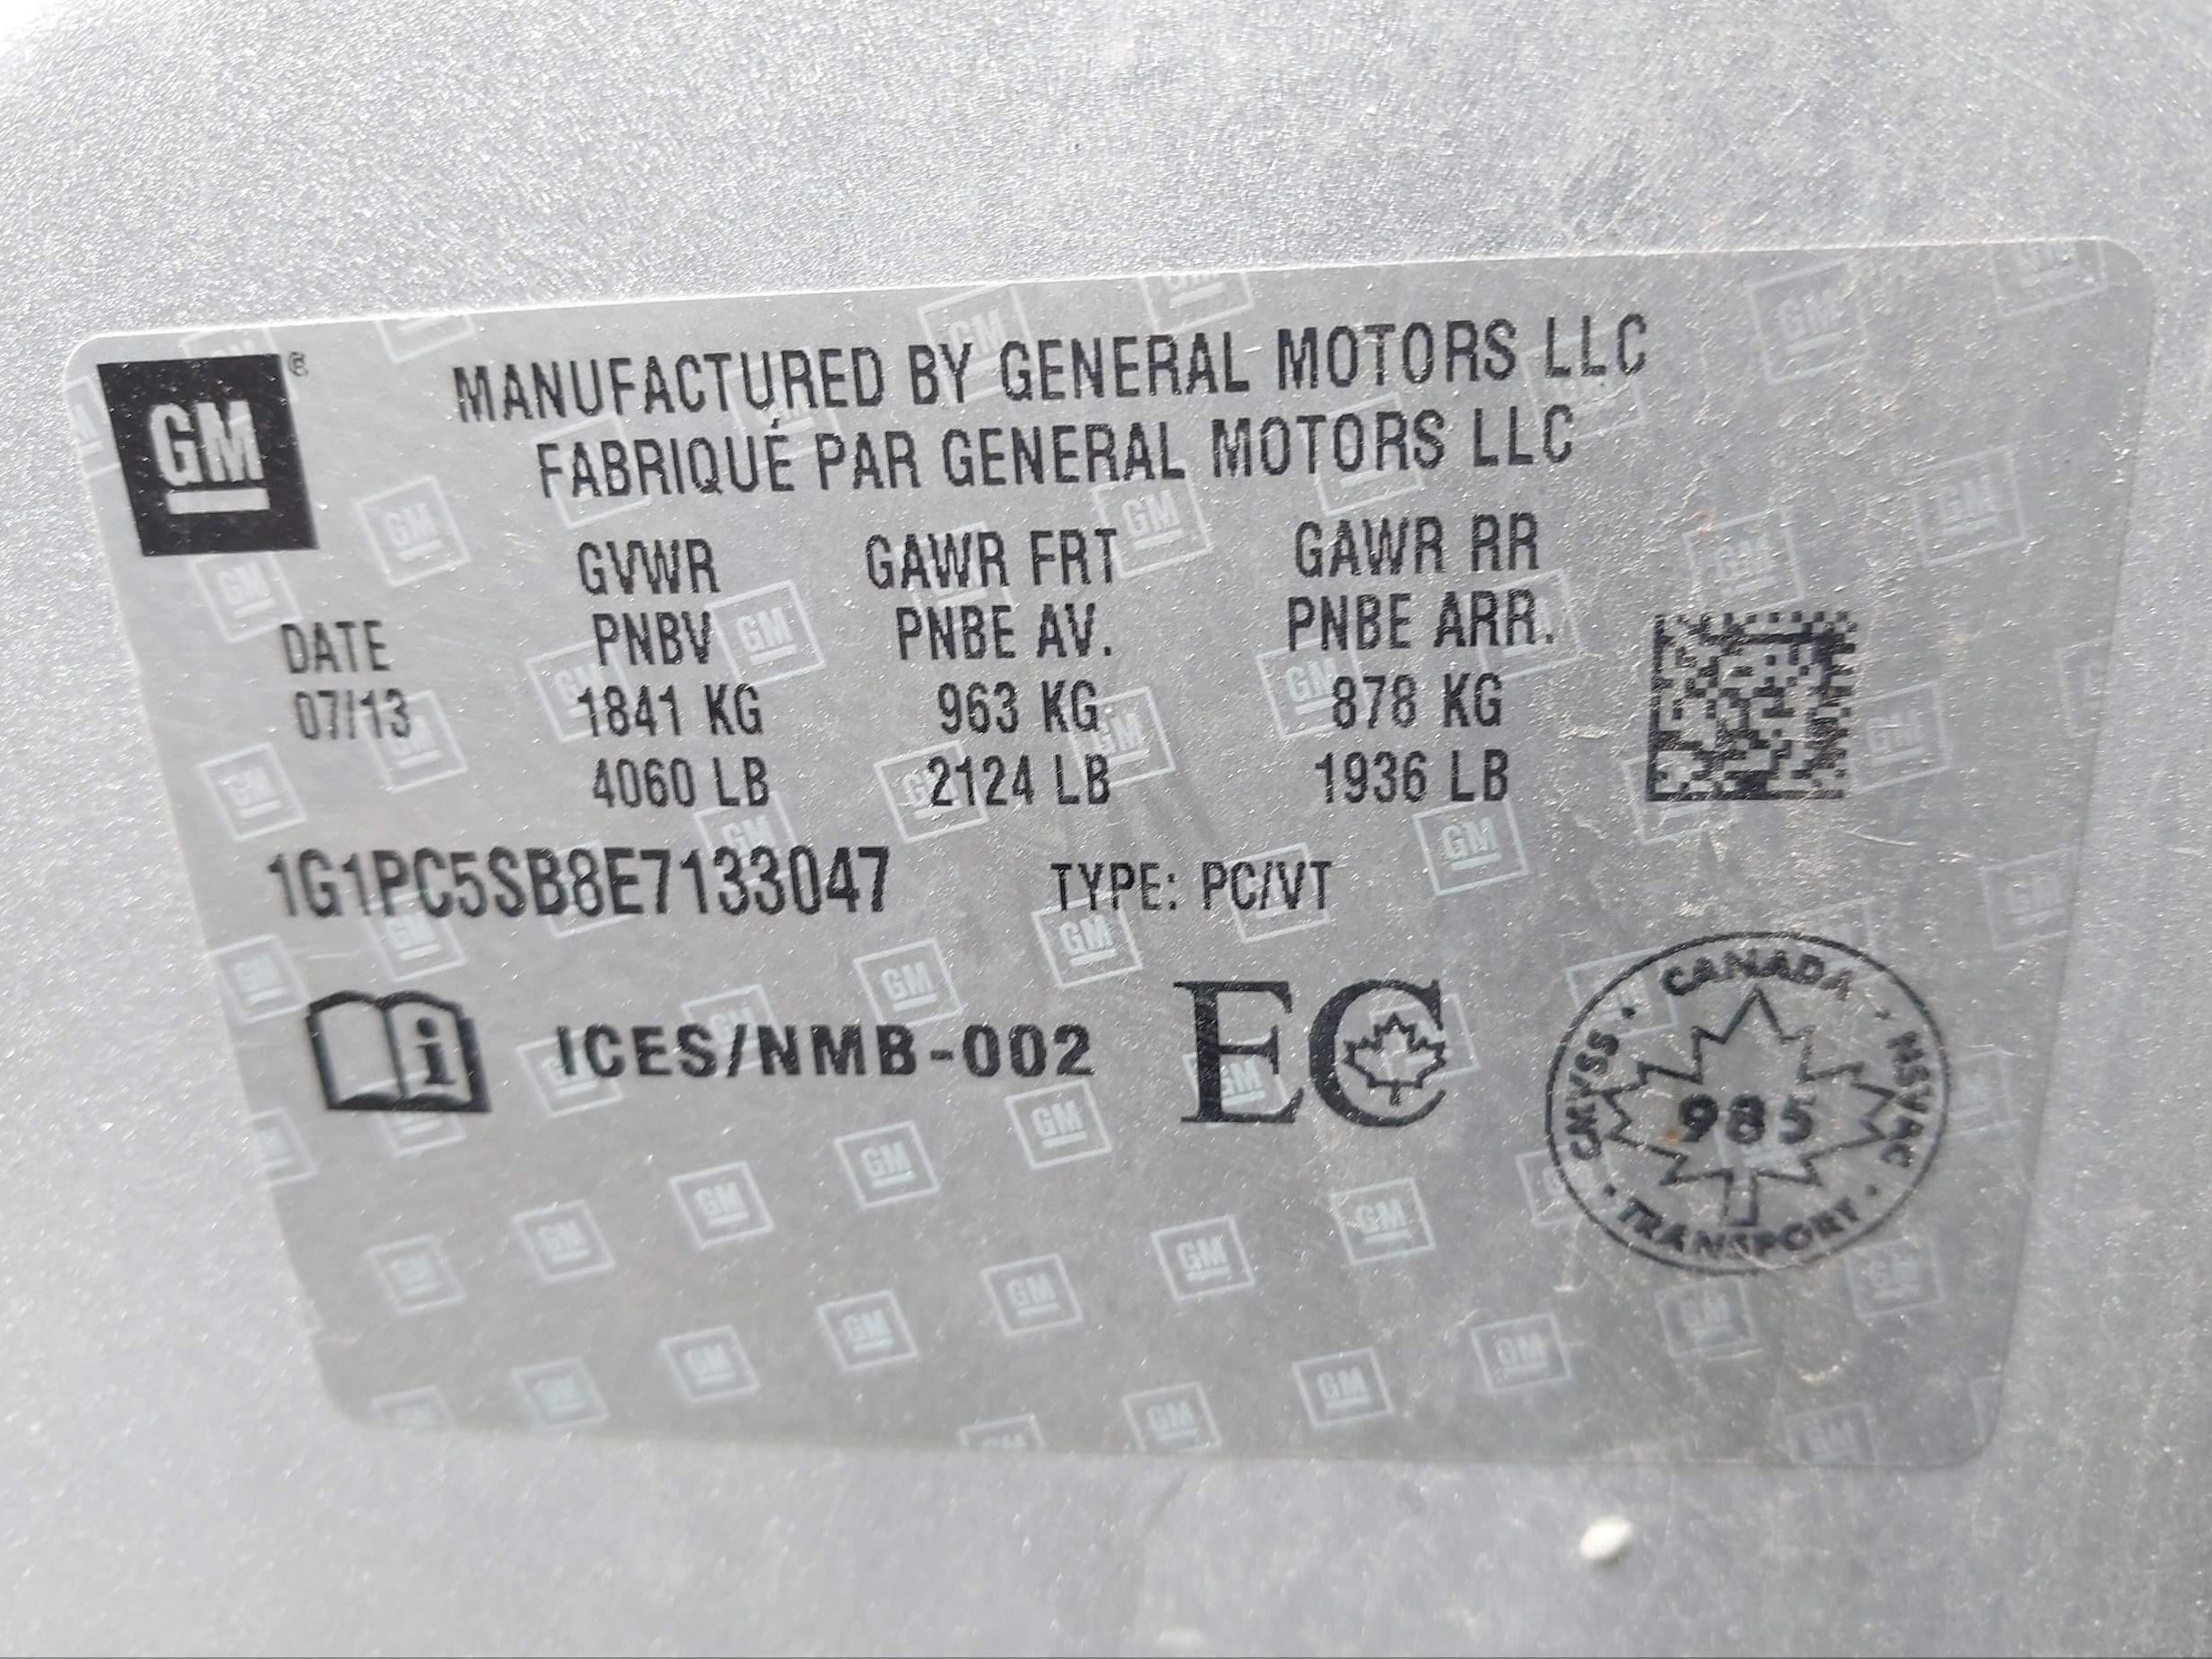 GM ®
MANUFACTURED BY GENERAL MOTORS LLC
FABRIQUÉ PAR GENERAL MOTORS LLC
GVWR GAWR FRT GAWR RR
DATE PNBV PNBE AV. PNBE ARR.
07/13 1841 KG 963 KG 878 KG
4060 LB 2124 LB 1936 LB
1G1PC5SB8E7133047 TYPE: PC/VT
i ICES/NMB-002 EC
CANADA
CMVSS · 985 · NSVAC
· TRANSPORT ·